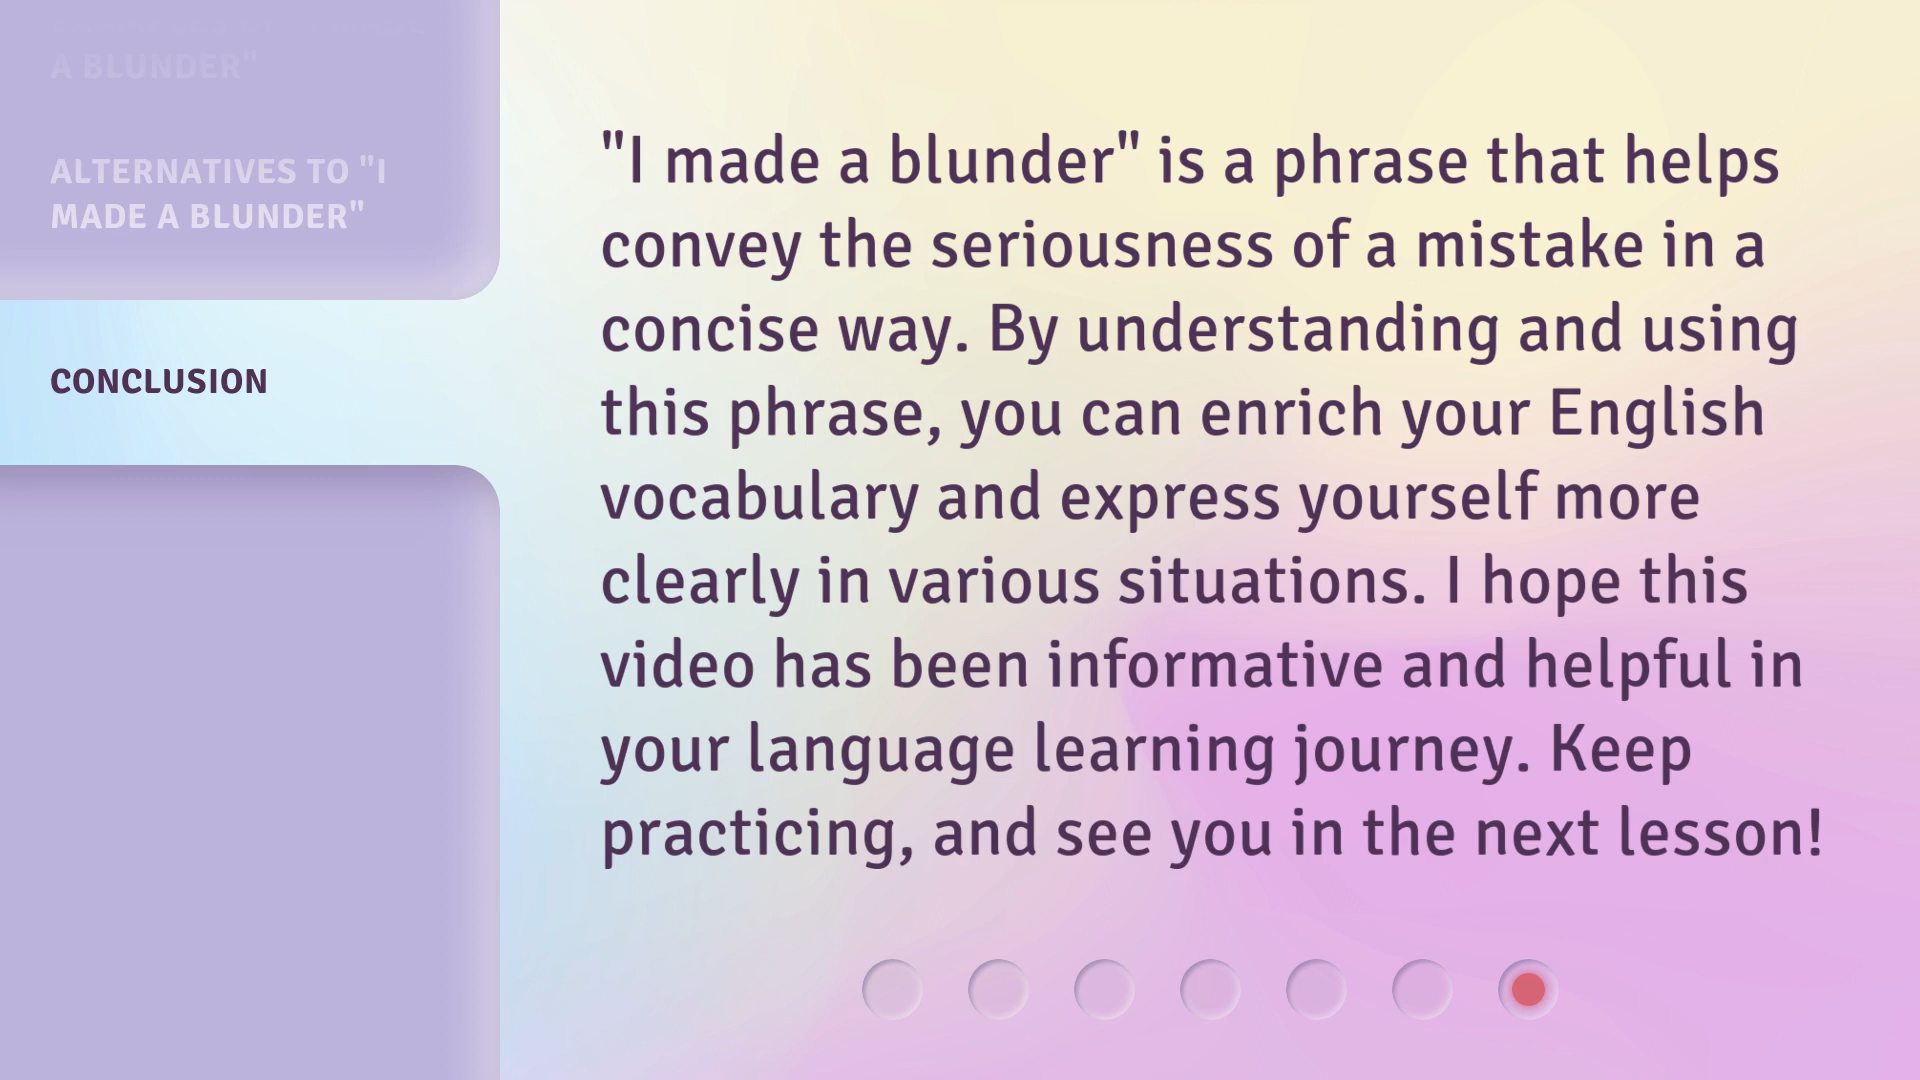 A BLUNDER"
ALTERNATIVES TO "I
MADE A BLUNDER"
CONCLUSION
"I made a blunder" is a phrase that helps
convey the seriousness of a mistake in a
concise way. By understanding and using
this phrase, you can enrich your English
vocabulary and express yourself more
clearly in various situations. I hope this
video has been informative and helpful in
your language learning journey. Keep
practicing, and see you in the next lesson!